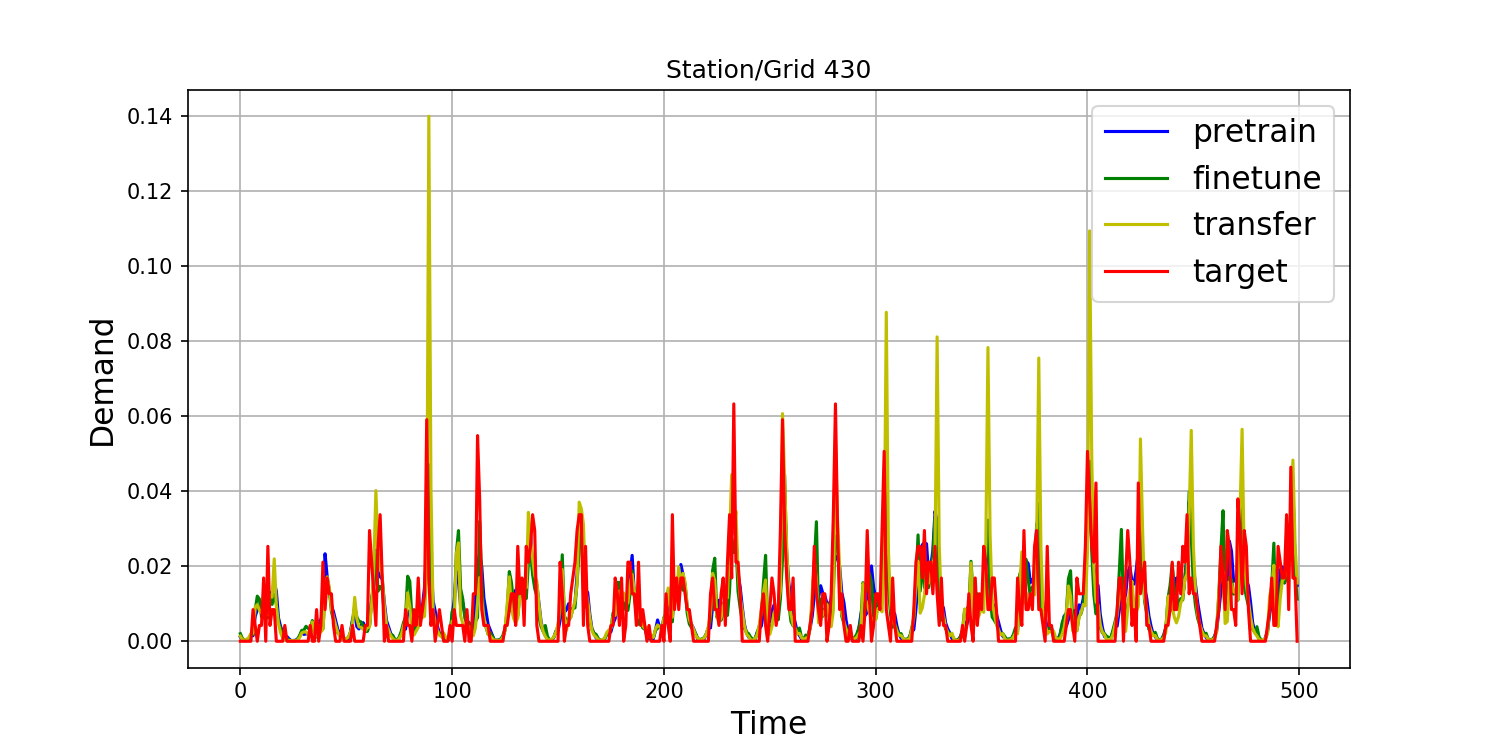 Station/Grid 430
0.14
0.12
0.10
0.08
0.06
0.04
0.02
0.00
Demand
pretrain
finetune
transfer
target
0 100 200 300 400 500
Time